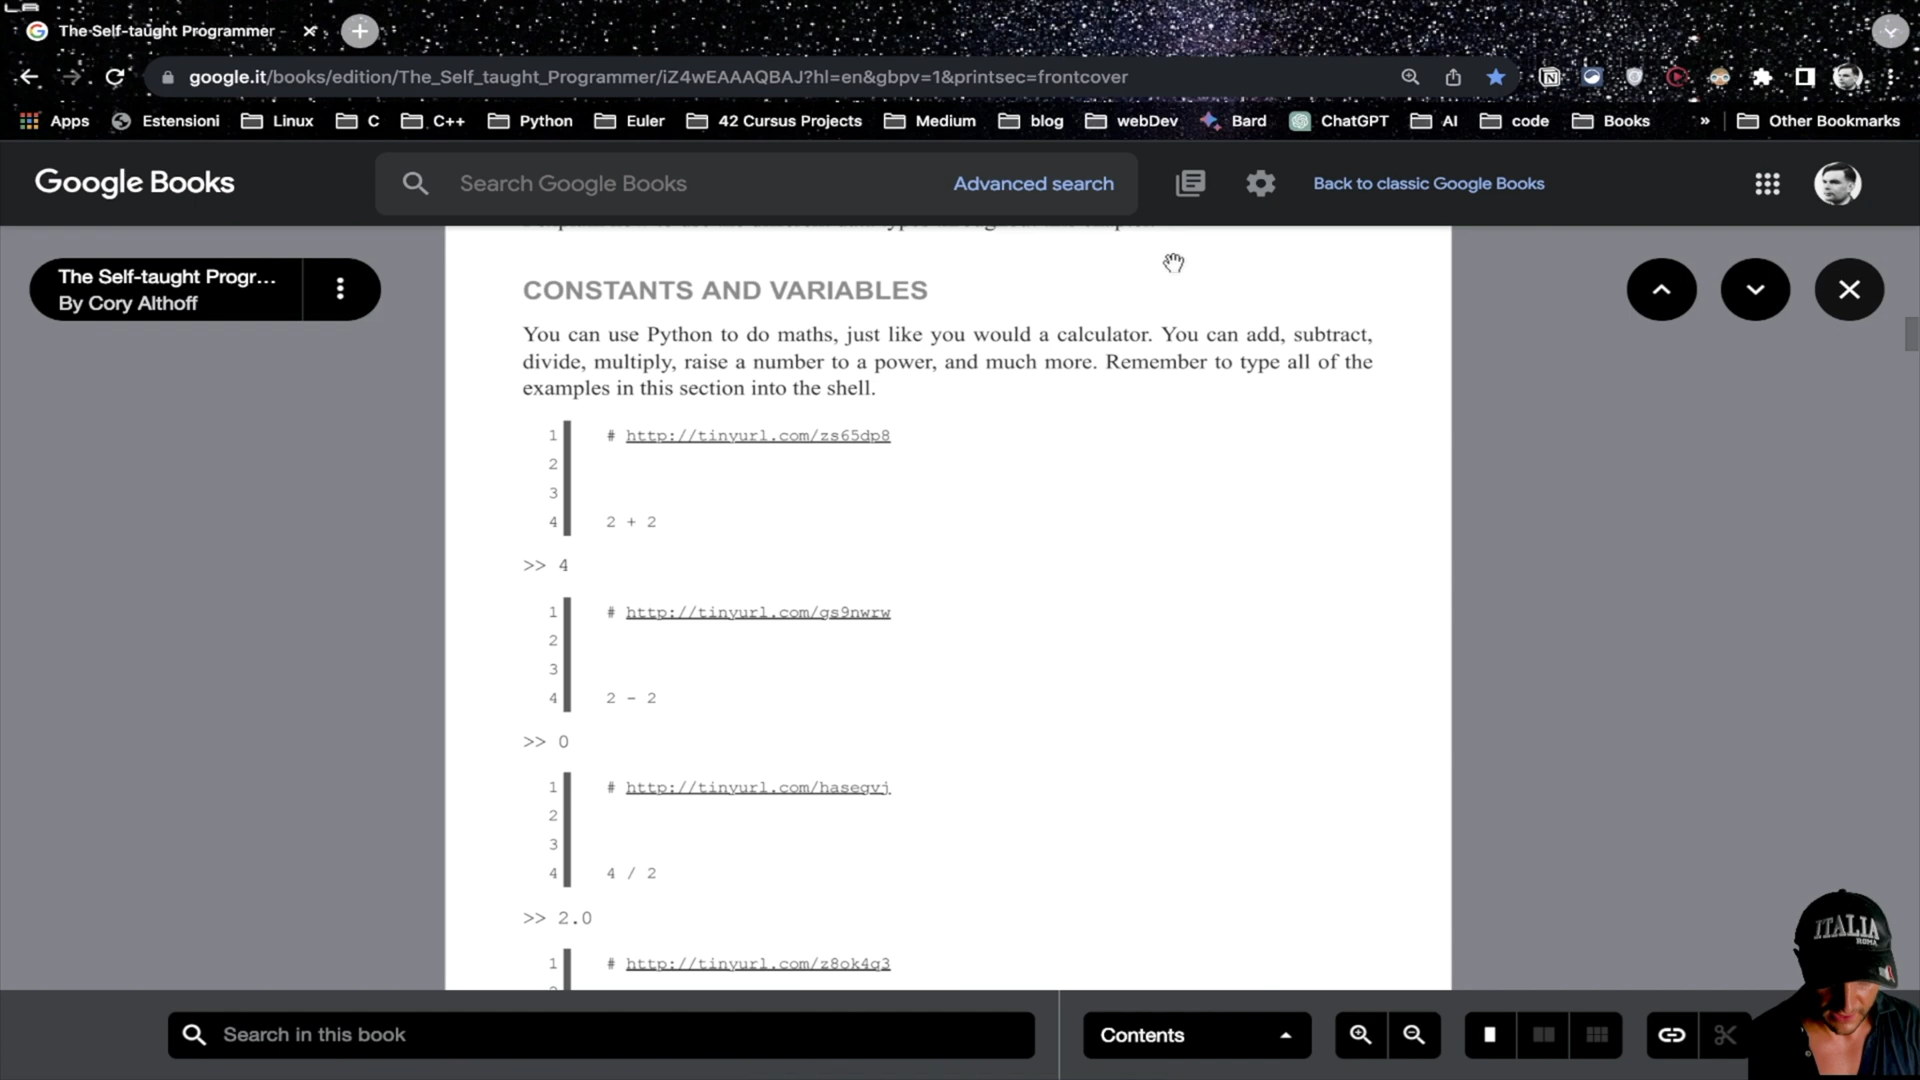 The Self-taught Programmer
google.it/books/edition/The_Self_taught_Programmer/iZ4wEAAAQBAJ?hl=en&gbpv=1&printsec=frontcover
Apps Estensioni Linux C C++ Python Euler 42 Cursus Projects Medium blog webDev Bard ChatGPT AI code Books » Other Bookmarks
Google Books Search Google Books Advanced search Back to classic Google Books
The Self-taught Progr...
By Cory Althoff
CONSTANTS AND VARIABLES
You can use Python to do maths, just like you would a calculator. You can add, subtract,
divide, multiply, raise a number to a power, and much more. Remember to type all of the
examples in this section into the shell.
1 # http://tinyurl.com/zs65dp8
2
3
4 2 + 2
>> 4
1 # http://tinyurl.com/gs9nwrw
2
3
4 2 - 2
>> 0
1 # http://tinyurl.com/hasegvj
2
3
4 4 / 2
>> 2.0
1 # http://tinyurl.com/z8ok4q3
ITALIA
ROMA
Search in this book Contents